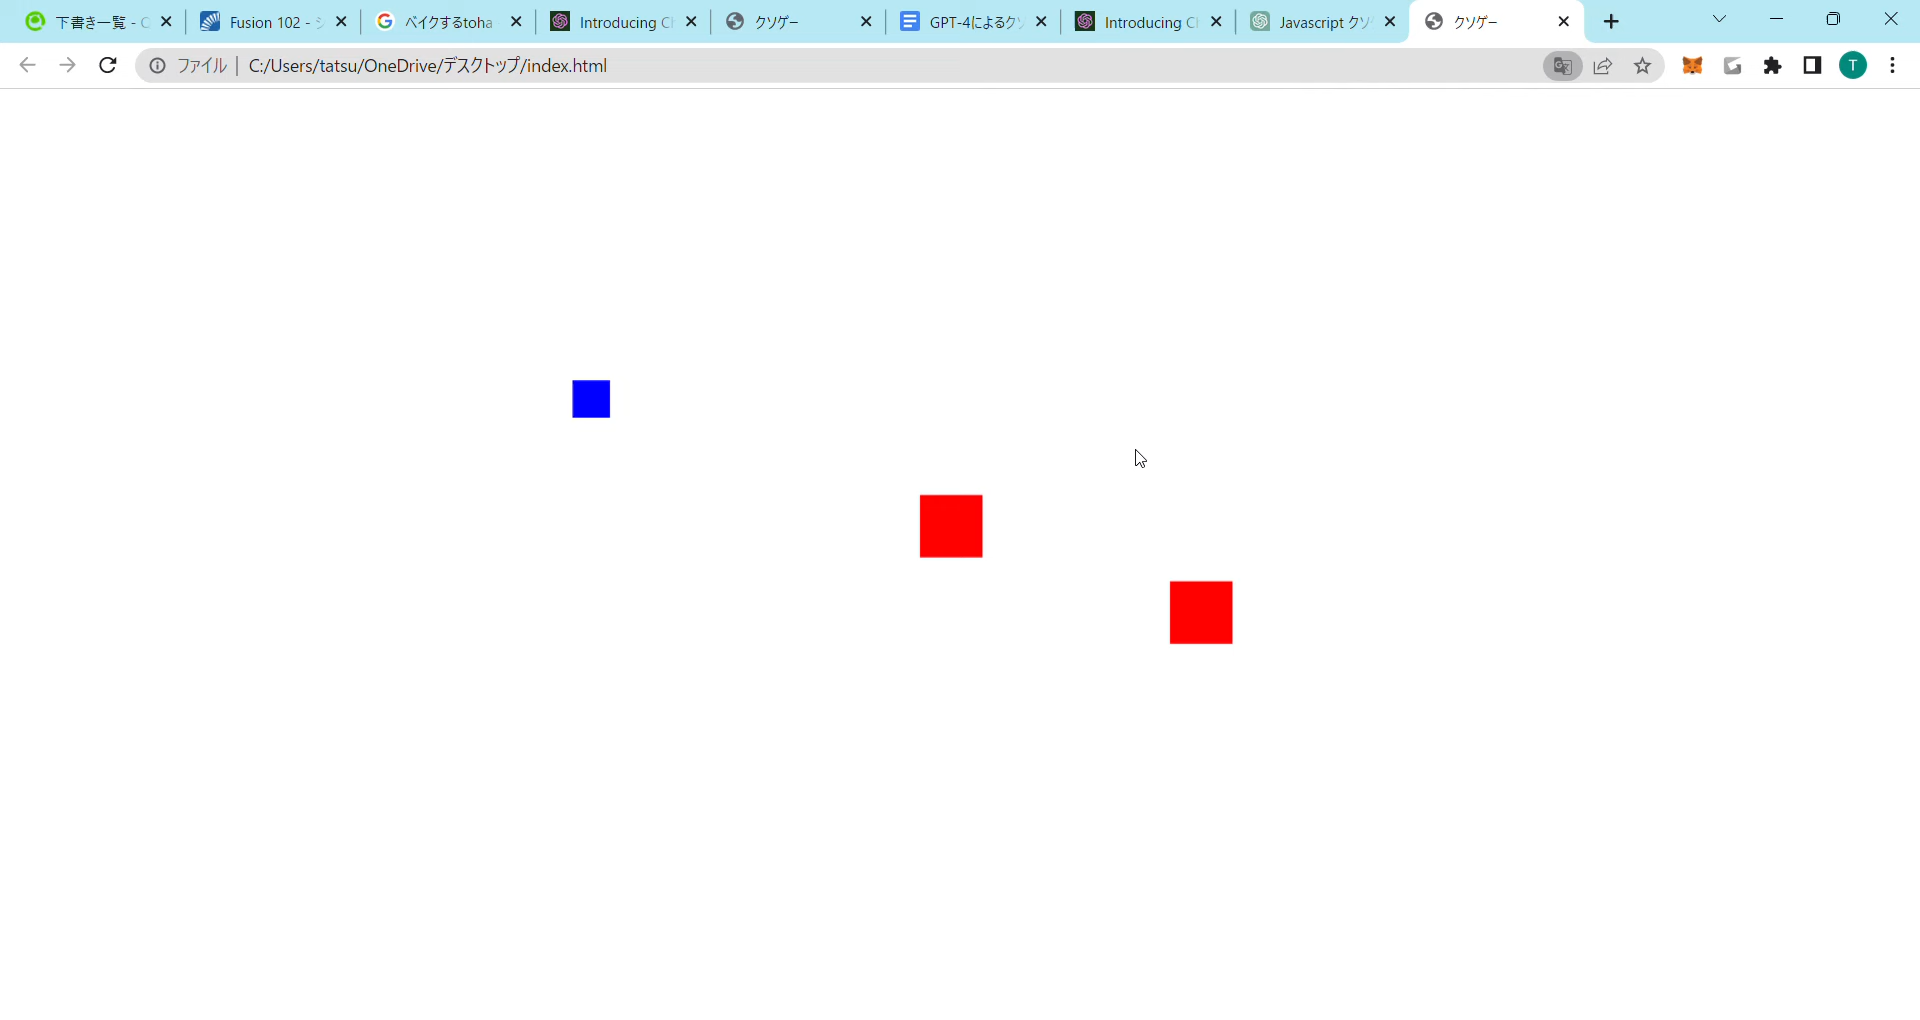 下書き一覧 -
Fusion 102 -
ベイクするtoha
Introducing C
クソゲー
GPT-4によるク
Introducing C
Javascript クソ
クソゲー
ファイル | C:/Users/tatsu/OneDrive/デスクトップ/index.html
T